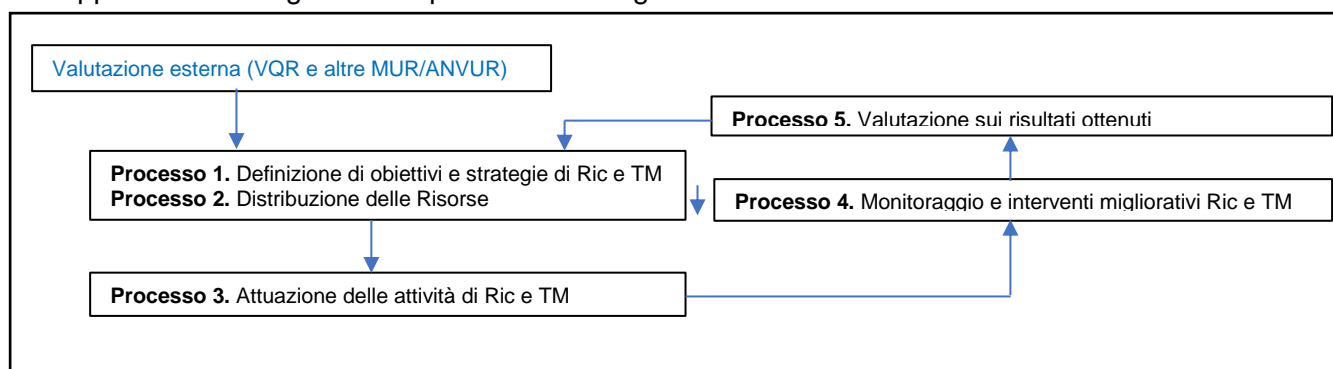 Valutazione esterna (VQR e altre MUR/ANVUR)
Processo 5. Valutazione sui risultati ottenuti
Processo 1. Definizione di obiettivi e strategie di Ric e TM
Processo 2. Distribuzione delle Risorse
Processo 4. Monitoraggio e interventi migliorativi Ric e TM
Processo 3. Attuazione delle attività di Ric e TM